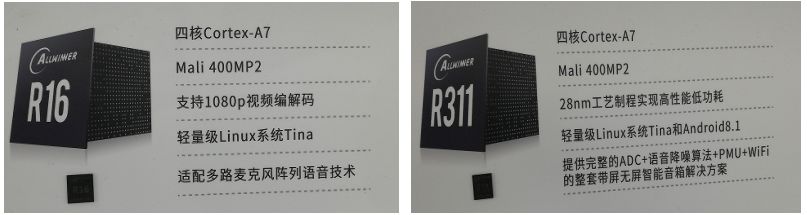 ALLWINNER
R16
四核Cortex-A7
Mali 400MP2
支持1080p视频编解码
轻量级Linux系统Tina
适配多路麦克风阵列语音技术
R16
ALLWINNER
R311
四核Cortex-A7
Mali 400MP2
28nm工艺制程实现高性能低功耗
轻量级Linux系统Tina和Android8.1
提供完整的ADC+语音降噪算法+PMU+WiFi
的整套带屏无屏智能音箱解决方案